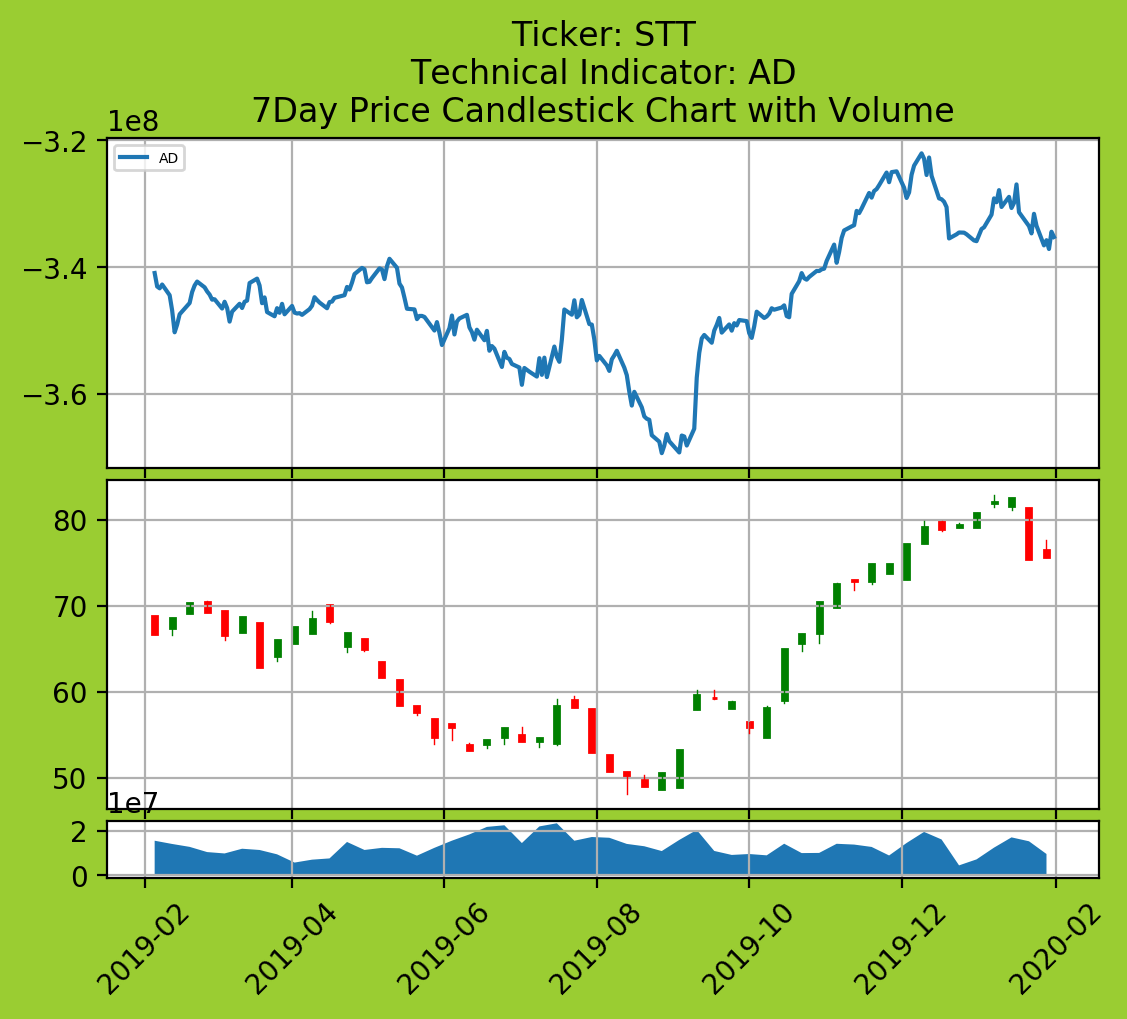 Ticker: STT
Technical Indicator: AD
7Day Price Candlestick Chart with Volume
1e8
AD
−3.2
−3.4
−3.6
80
70
60
50
1e7
2
0
2019-02
2019-04
2019-06
2019-08
2019-10
2019-12
2020-02